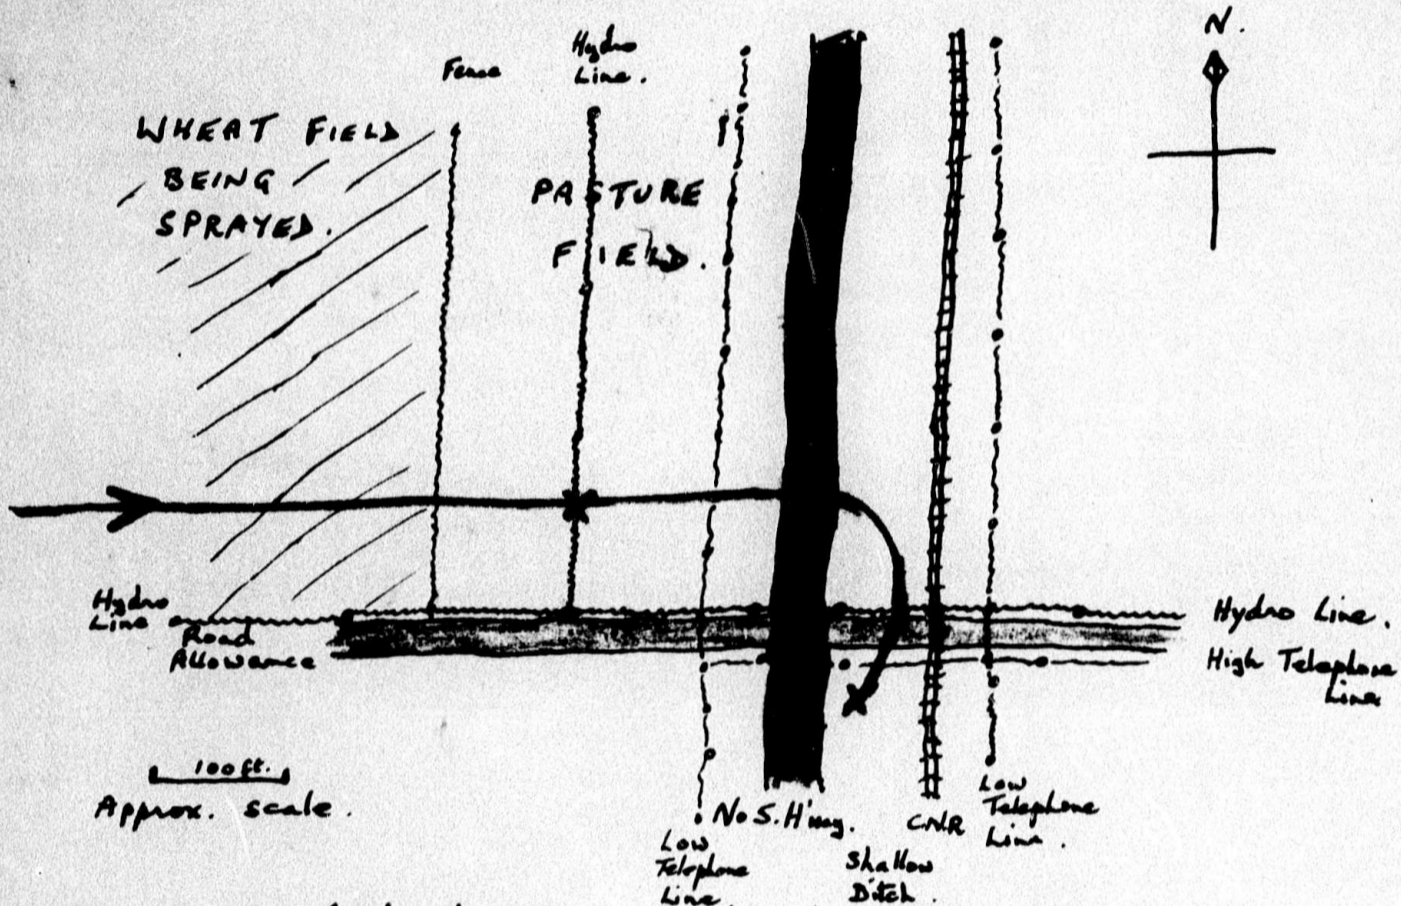 N.
Hydro
Line.
Fence
WHEAT FIELD
BEING
SPRAYED.
PASTURE
FIELD.
Hydro
Line
Road
Allowance
Hydro Line.
High Telephone
Line
100 ft.
Approx. scale.
Low
Telephone
Line
No 5. H'way.
Shallow
Ditch.
C.N.R
Low
Telephone
Line.